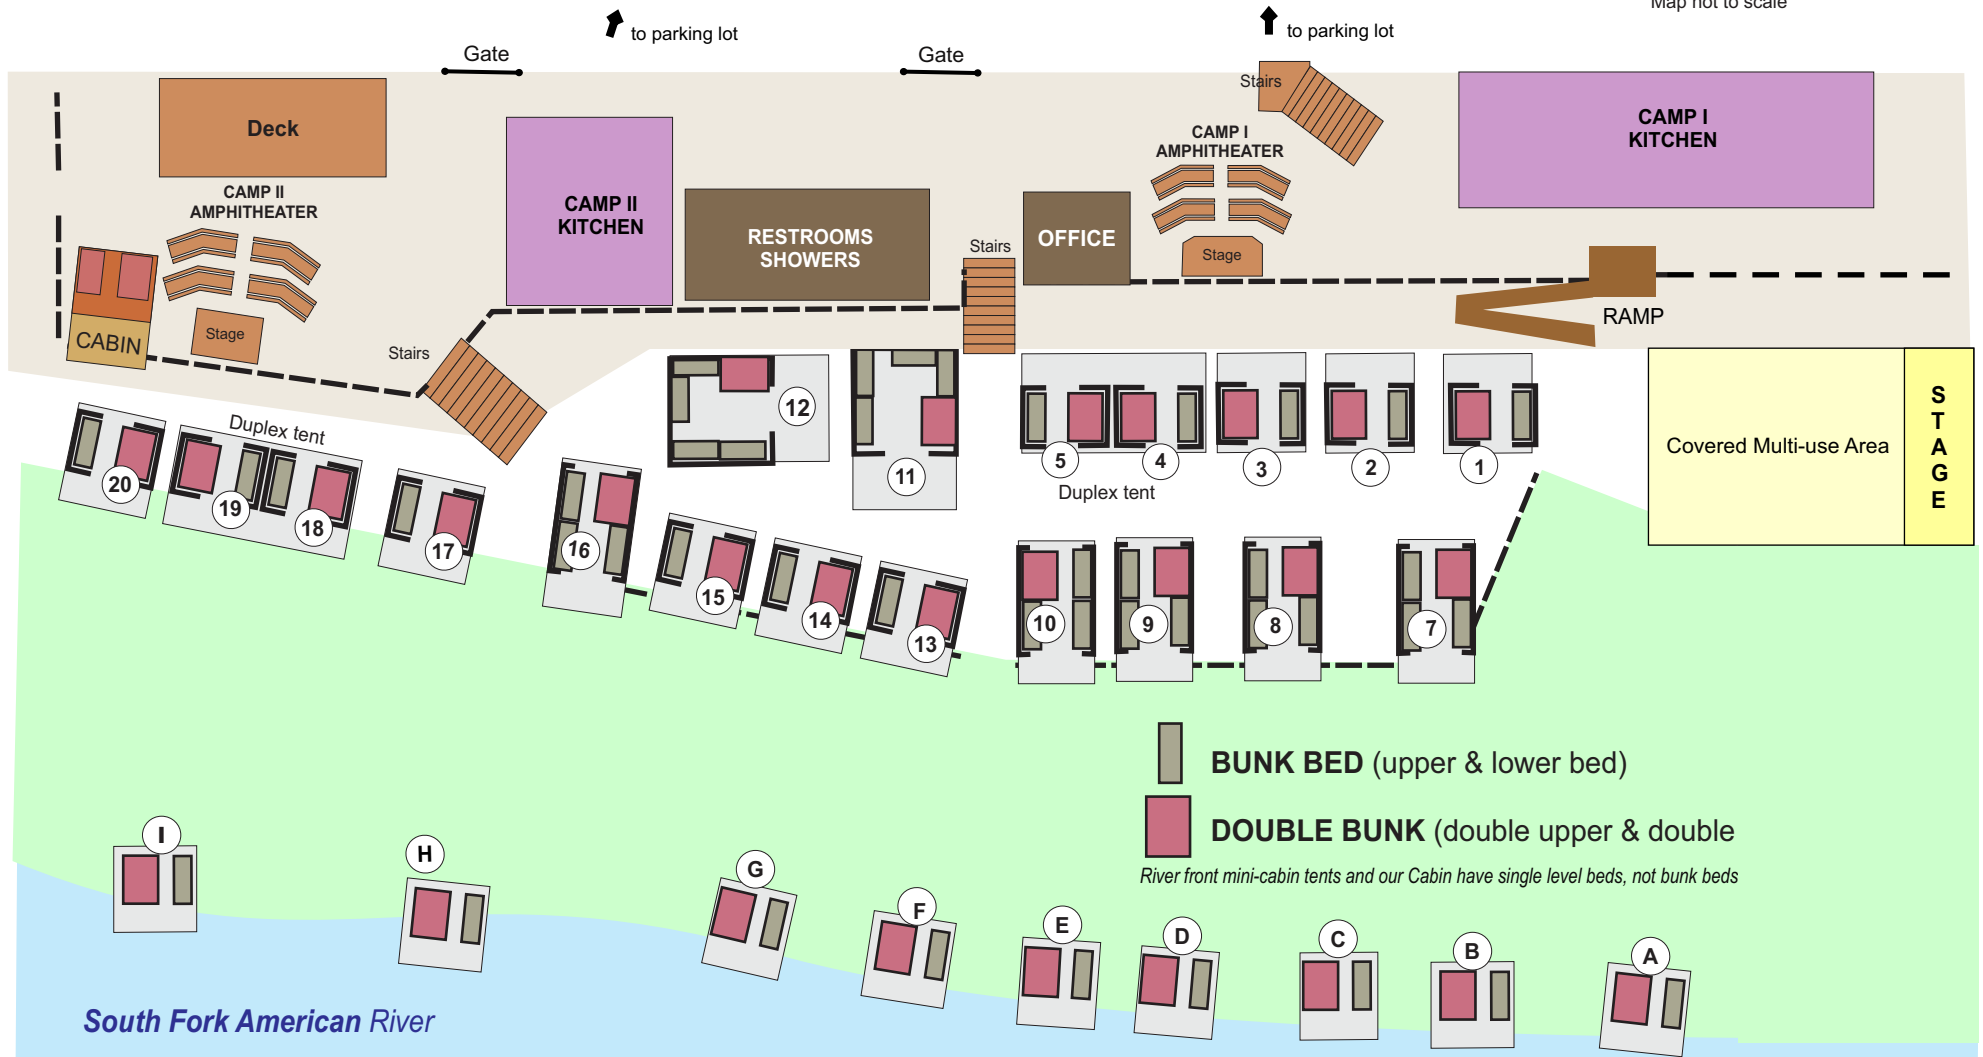 Map not to scale
to parking lot
to parking lot
Gate
Gate
Stairs
Deck
CAMP I
KITCHEN
CAMP I
AMPHITHEATER
CAMP II
AMPHITHEATER
CAMP II
KITCHEN
RESTROOMS
SHOWERS
OFFICE
Stairs
Stage
RAMP
Stage
CABIN
Stairs
STAGE
Covered Multi-use Area
12
11
5
4
3
2
1
Duplex tent
Duplex tent
20
19
18
17
16
15
14
13
10
9
8
7
BUNK BED (upper & lower bed)
DOUBLE BUNK (double upper & double
River front mini-cabin tents and our Cabin have single level beds, not bunk beds
I
H
G
F
E
D
C
B
A
South Fork American River